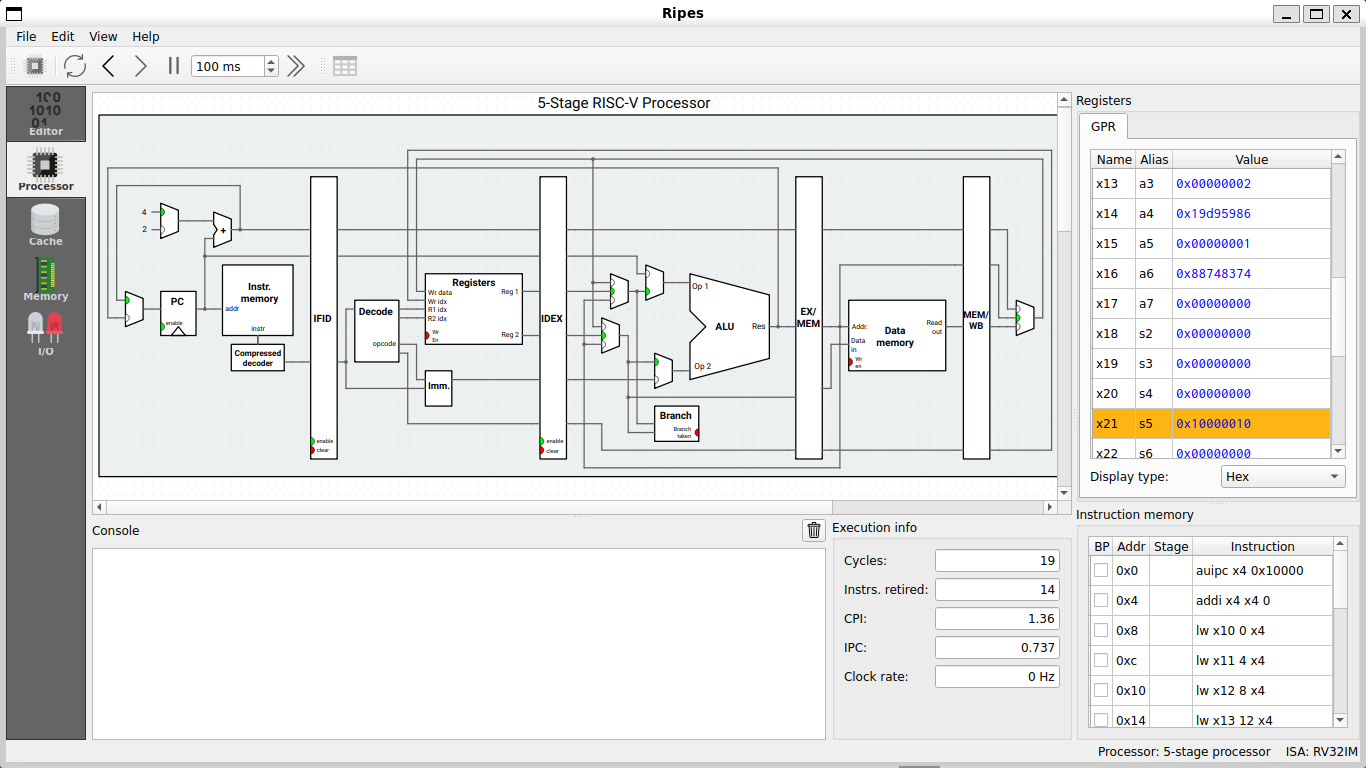 Ripes
File Edit View Help
100 ms
Editor
Processor
Cache
Memory
I/O
5-Stage RISC-V Processor
4
2
+
PC
enable
Instr.
memory
addr
instr
Compressed
decoder
IFID
enable
clear
Decode
opcode
Registers
Wr data
Wr idx
R1 idx
R2 idx
Wr
En
Reg 1
Reg 2
Imm.
IDEX
enable
clear
Op 1
ALU
Res
Op 2
Branch
Branch
taken
EX/
MEM
Addr.
Data
in
Wr
en
Data
memory
Read
out
MEM/
WB
Registers
GPR
Name Alias Value
x13 a3 0x00000002
x14 a4 0x19d95986
x15 a5 0x00000001
x16 a6 0x88748374
x17 a7 0x00000000
x18 s2 0x00000000
x19 s3 0x00000000
x20 s4 0x00000000
x21 s5 0x10000010
x22 s6 0x00000000
Display type: Hex
Console
Execution info
Cycles: 19
Instrs. retired: 14
CPI: 1.36
IPC: 0.737
Clock rate: 0 Hz
Instruction memory
BP Addr Stage Instruction
0x0 auipc x4 0x10000
0x4 addi x4 x4 0
0x8 lw x10 0 x4
0xc lw x11 4 x4
0x10 lw x12 8 x4
0x14 lw x13 12 x4
Processor: 5-stage processor ISA: RV32IM